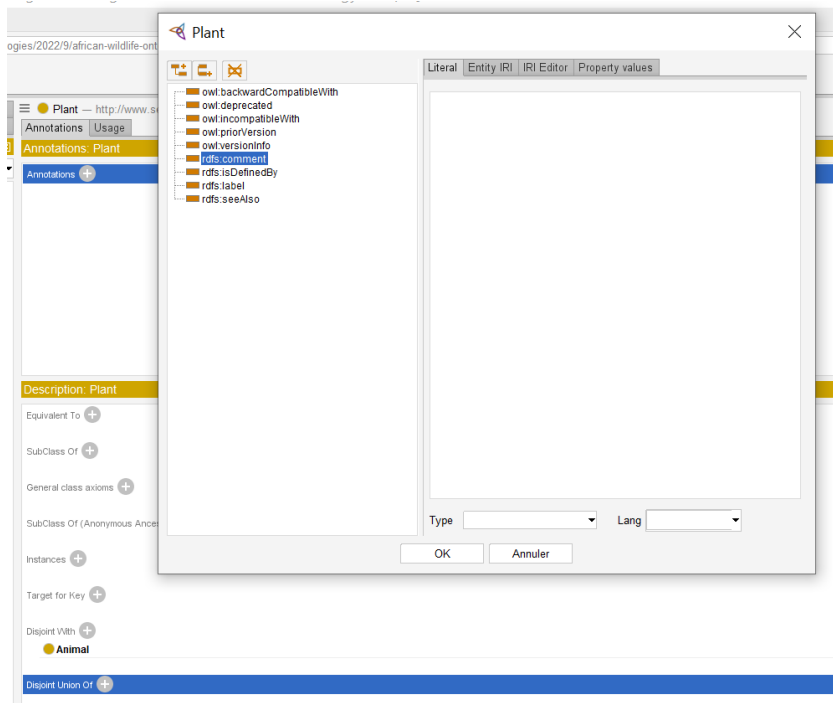 Plant
ogies/2022/9/african-wildlife-ont
Literal Entity IRI IRI Editor Property values
owl:backwardCompatibleWith
owl:deprecated
owl:incompatibleWith
owl:priorVersion
owl:versionInfo
rdfs:comment
rdfs:isDefinedBy
rdfs:label
rdfs:seeAlso
Plant — http://www.se
Annotations Usage
Annotations: Plant
Annotations
Description: Plant
Equivalent To
SubClass Of
General class axioms
SubClass Of (Anonymous Ances
Type Lang
OK Annuler
Instances
Target for Key
Disjoint With
Animal
Disjoint Union Of